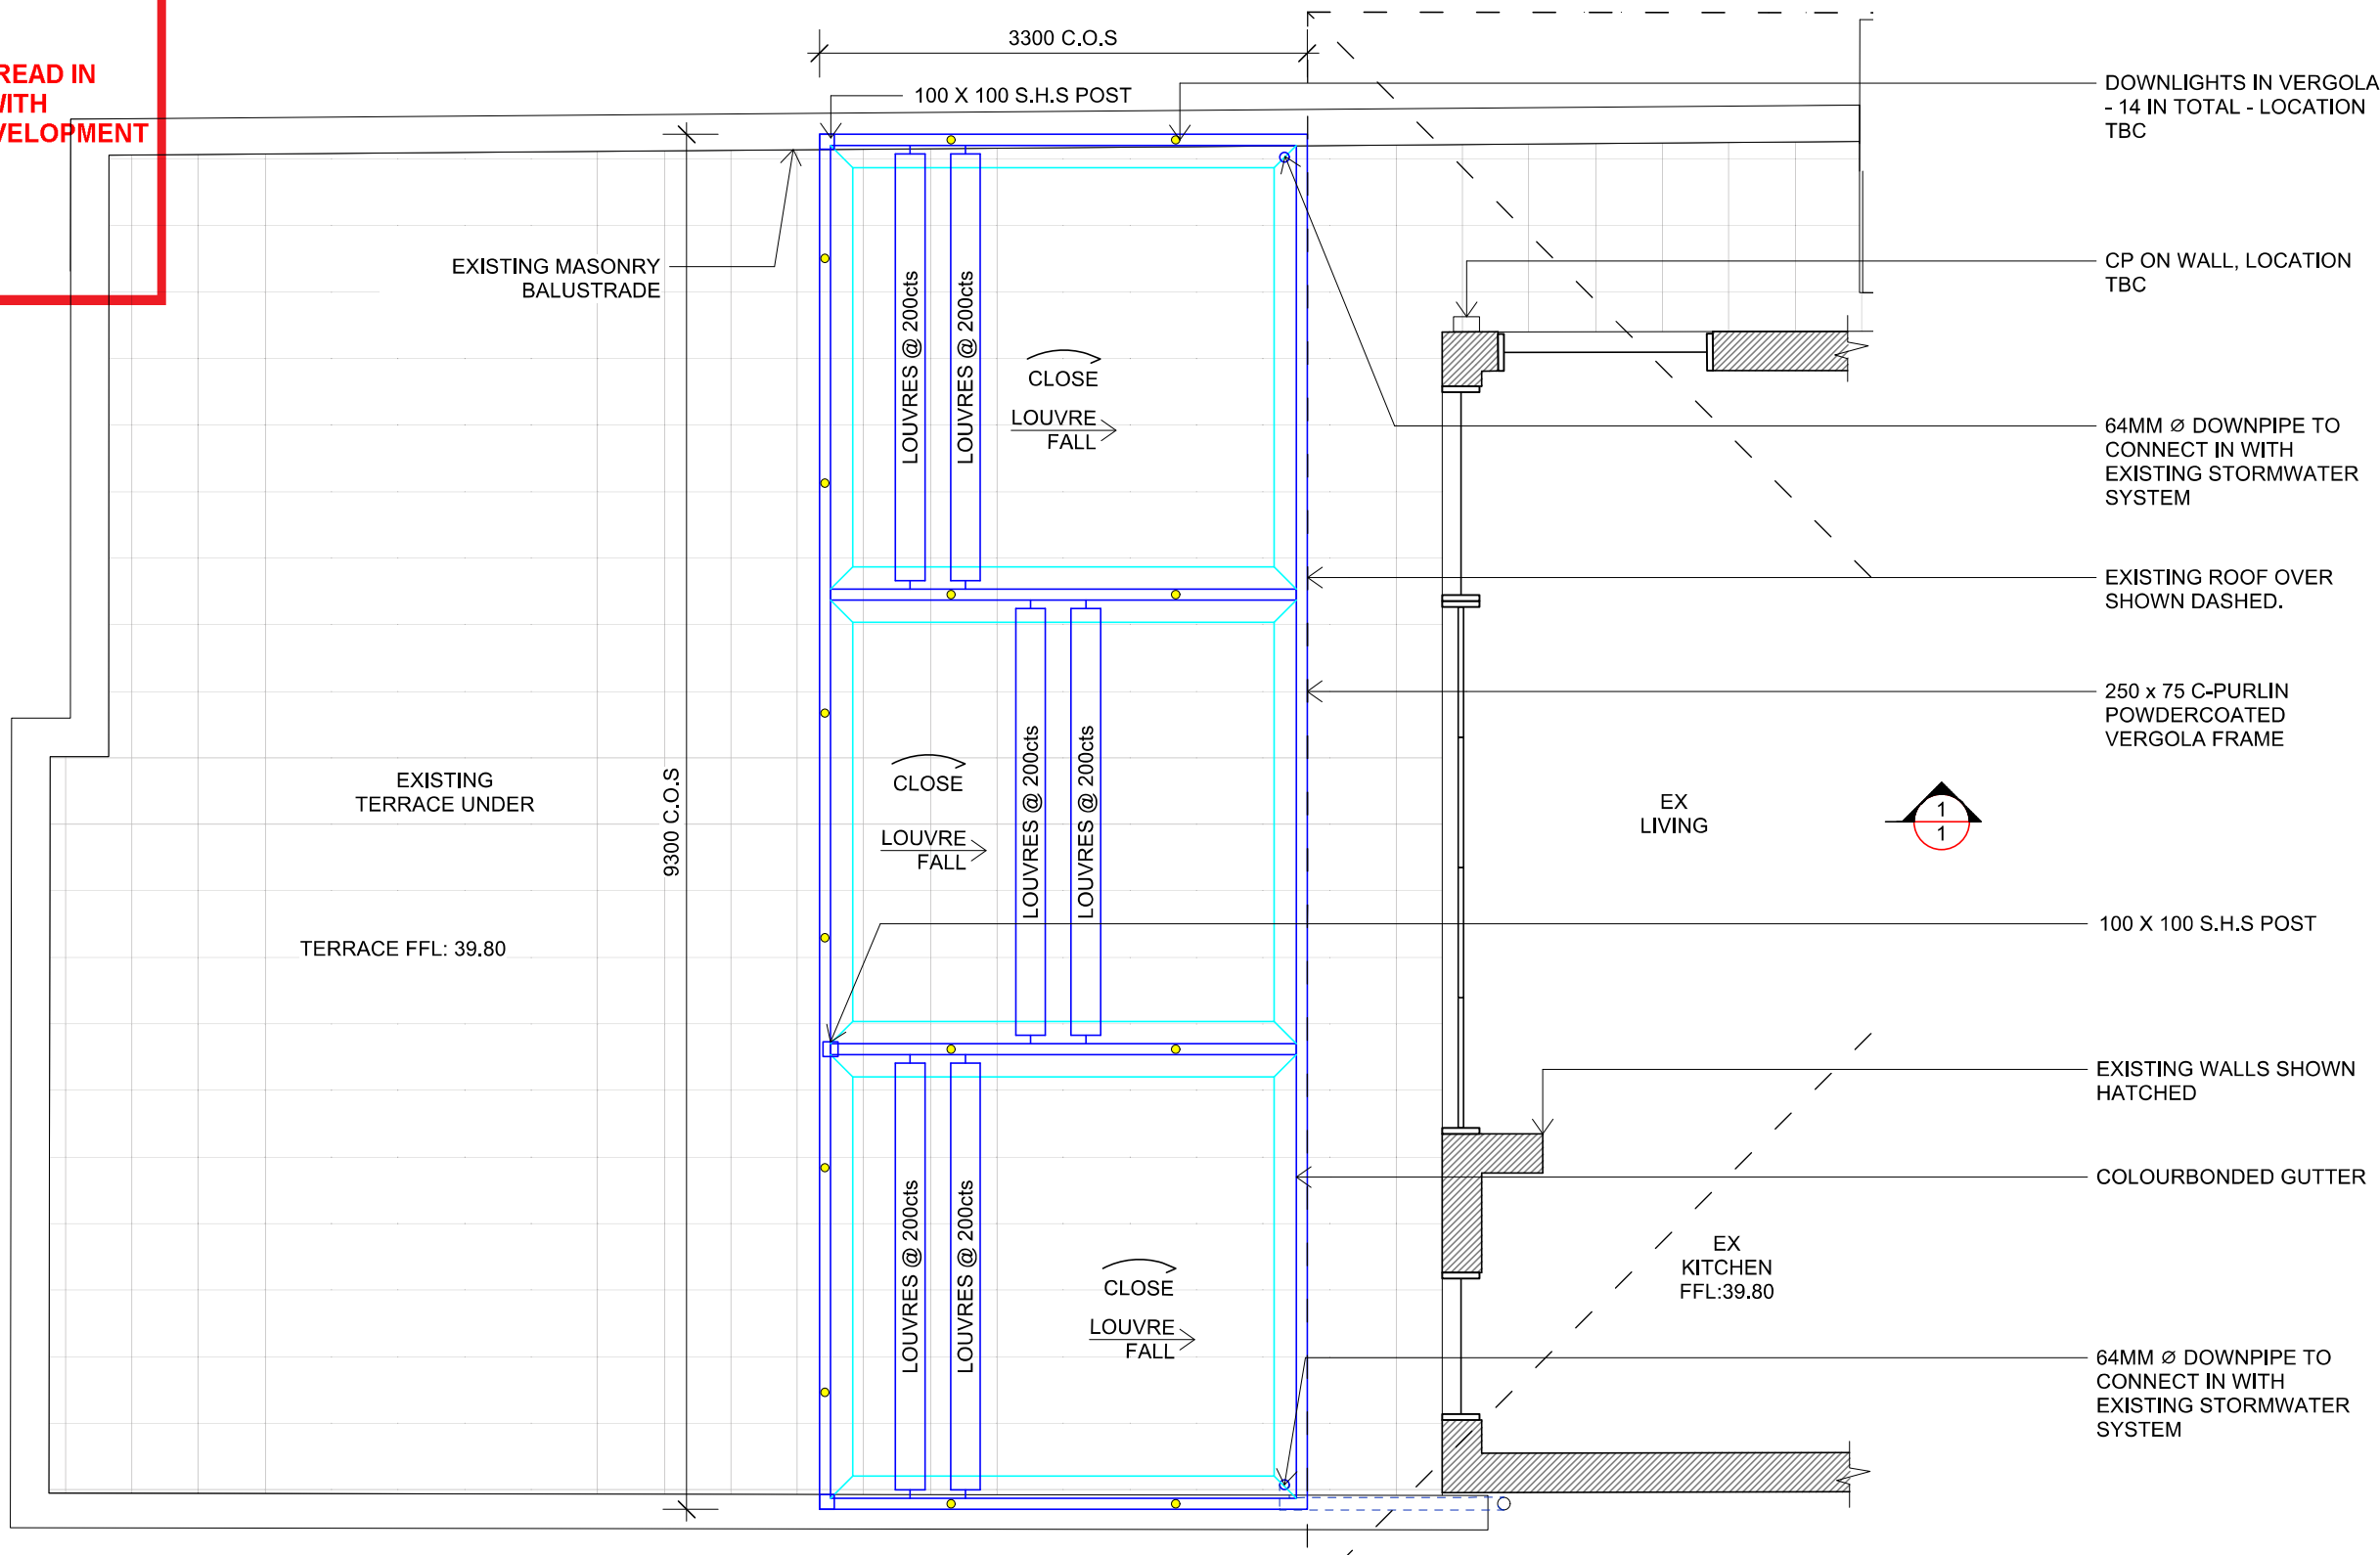 READ IN
WITH
VELOPMENT
3300 C.O.S
100 X 100 S.H.S POST
DOWNLIGHTS IN VERGOLA
- 14 IN TOTAL - LOCATION
TBC
EXISTING MASONRY
BALUSTRADE
CP ON WALL, LOCATION
TBC
LOUVRES @ 200cts
LOUVRES @ 200cts
CLOSE
LOUVRE
FALL
64MM Ø DOWNPIPE TO
CONNECT IN WITH
EXISTING STORMWATER
SYSTEM
EXISTING ROOF OVER
SHOWN DASHED.
250 x 75 C-PURLIN
POWDERCOATED
VERGOLA FRAME
EXISTING
TERRACE UNDER
9300 C.O.S
CLOSE
LOUVRE
FALL
LOUVRES @ 200cts
LOUVRES @ 200cts
EX
LIVING
1
1
TERRACE FFL: 39.80
100 X 100 S.H.S POST
EXISTING WALLS SHOWN
HATCHED
COLOURBONDED GUTTER
LOUVRES @ 200cts
LOUVRES @ 200cts
CLOSE
LOUVRE
FALL
EX
KITCHEN
FFL:39.80
64MM Ø DOWNPIPE TO
CONNECT IN WITH
EXISTING STORMWATER
SYSTEM